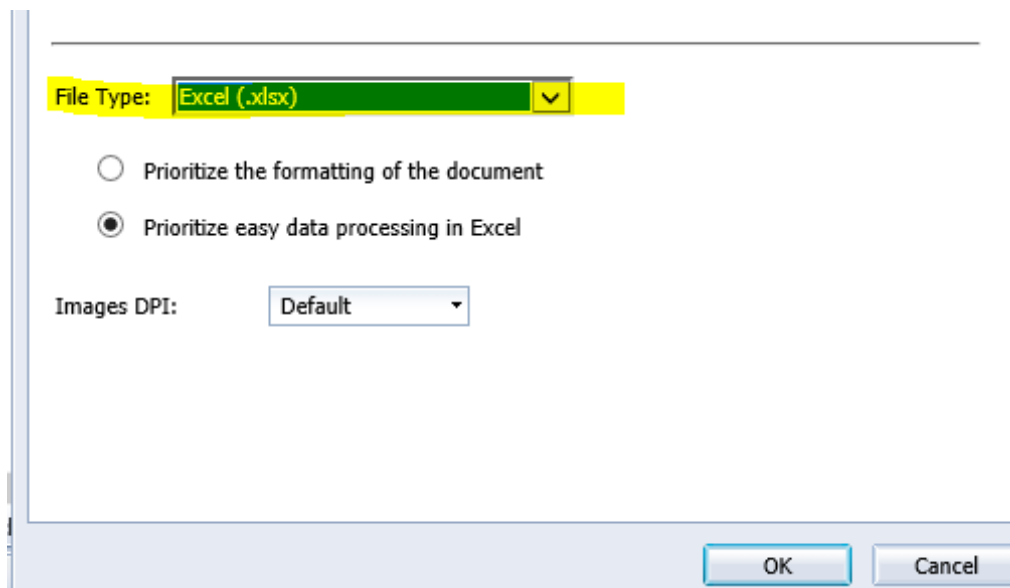 File Type: Excel (.xlsx)
Prioritize the formatting of the document
Prioritize easy data processing in Excel
Images DPI: Default
OK Cancel